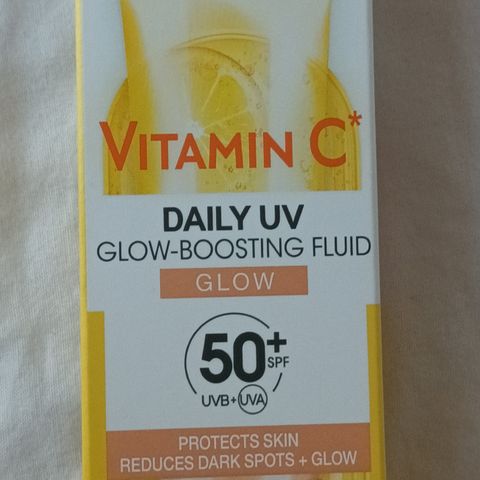 VITAMIN C*
DAILY UV
GLOW-BOOSTING FLUID
GLOW
50+
SPF
UVB+UVA
PROTECTS SKIN
REDUCES DARK SPOTS + GLOW